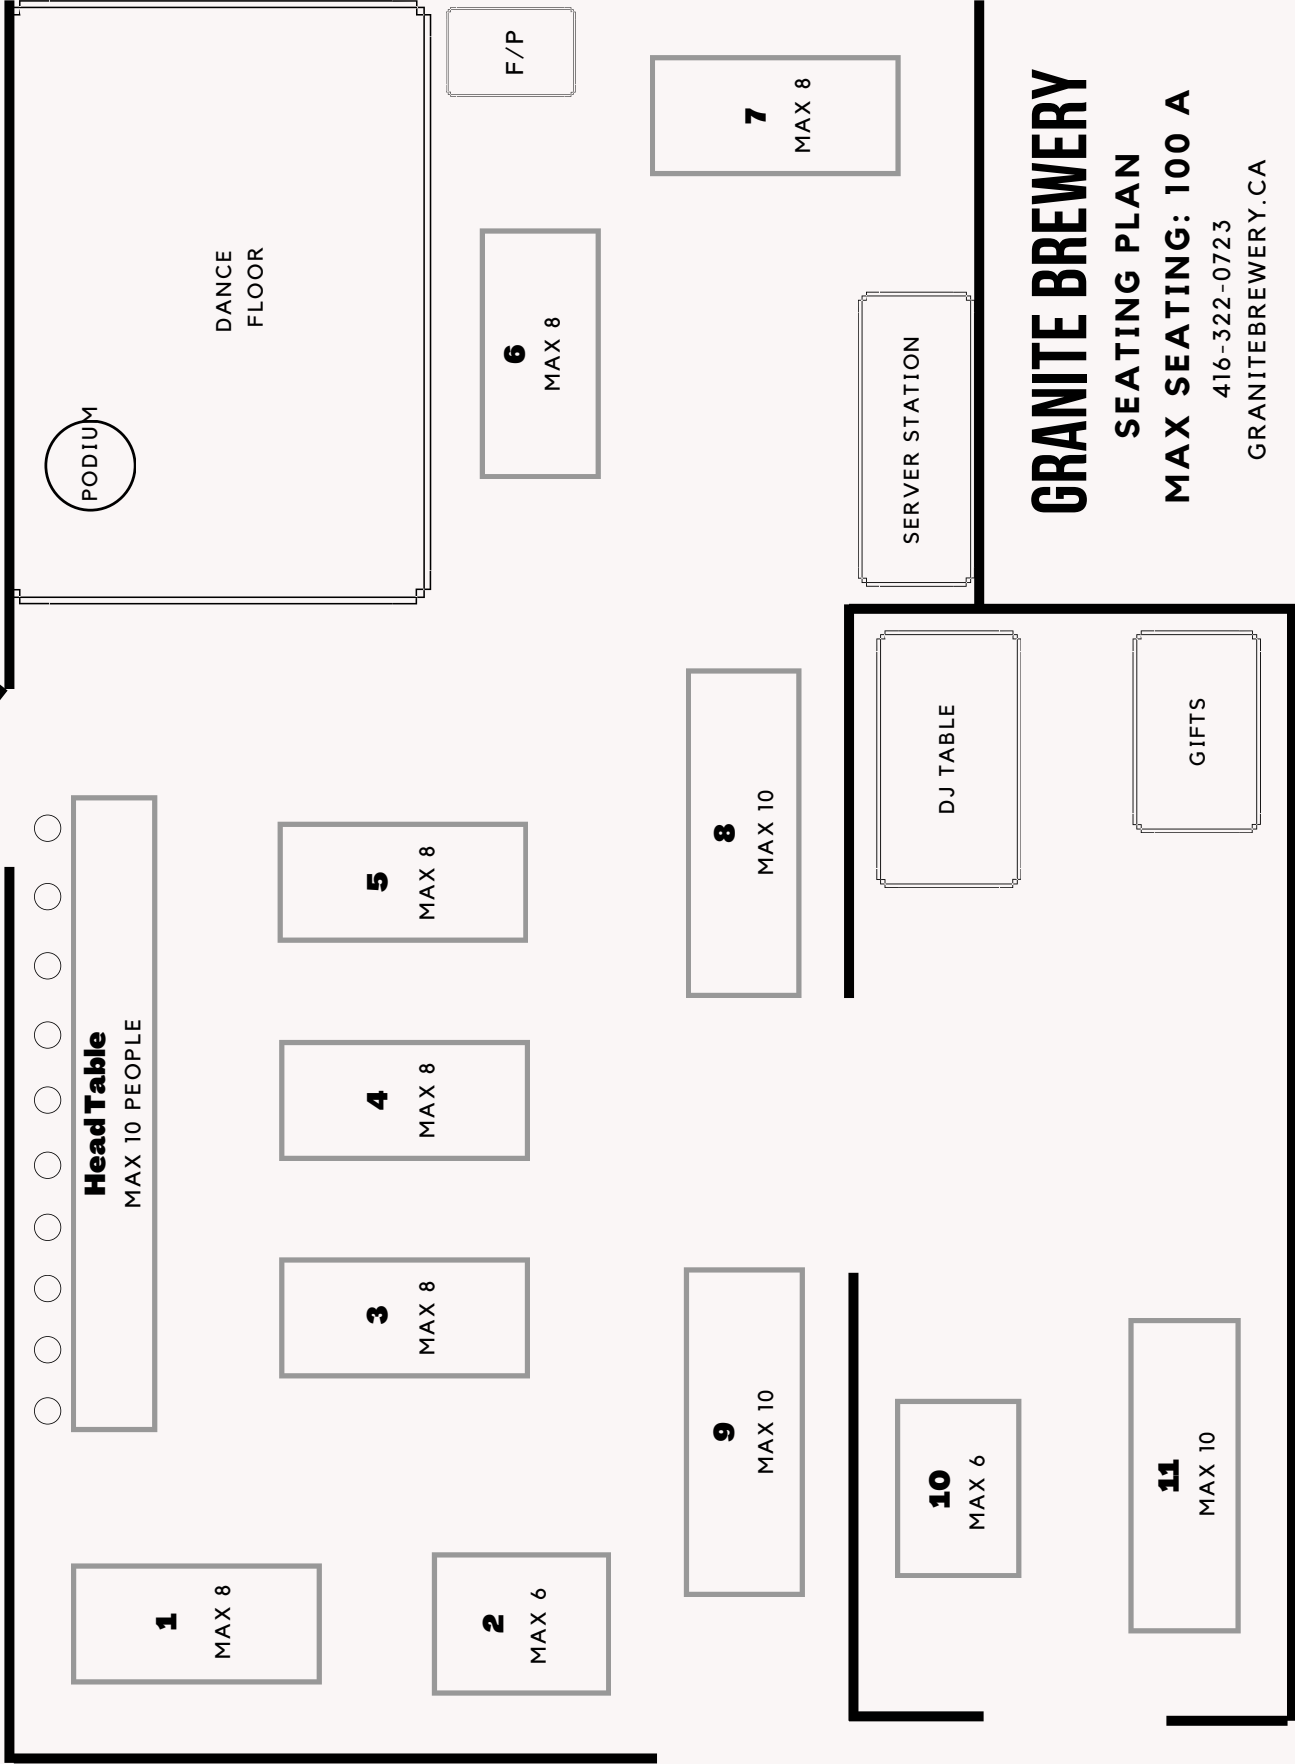 GRANITE BREWERY
SEATING PLAN
MAX SEATING: 100 A
416-322-0723
GRANITEBREWERY.CA
DANCE
FLOOR
PODIUM
F/P
7
MAX 8
6
MAX 8
SERVER STATION
DJ TABLE
GIFTS
Head Table
MAX 10 PEOPLE
5
MAX 8
8
MAX 10
4
MAX 8
3
MAX 8
9
MAX 10
10
MAX 6
11
MAX 10
1
MAX 8
2
MAX 6